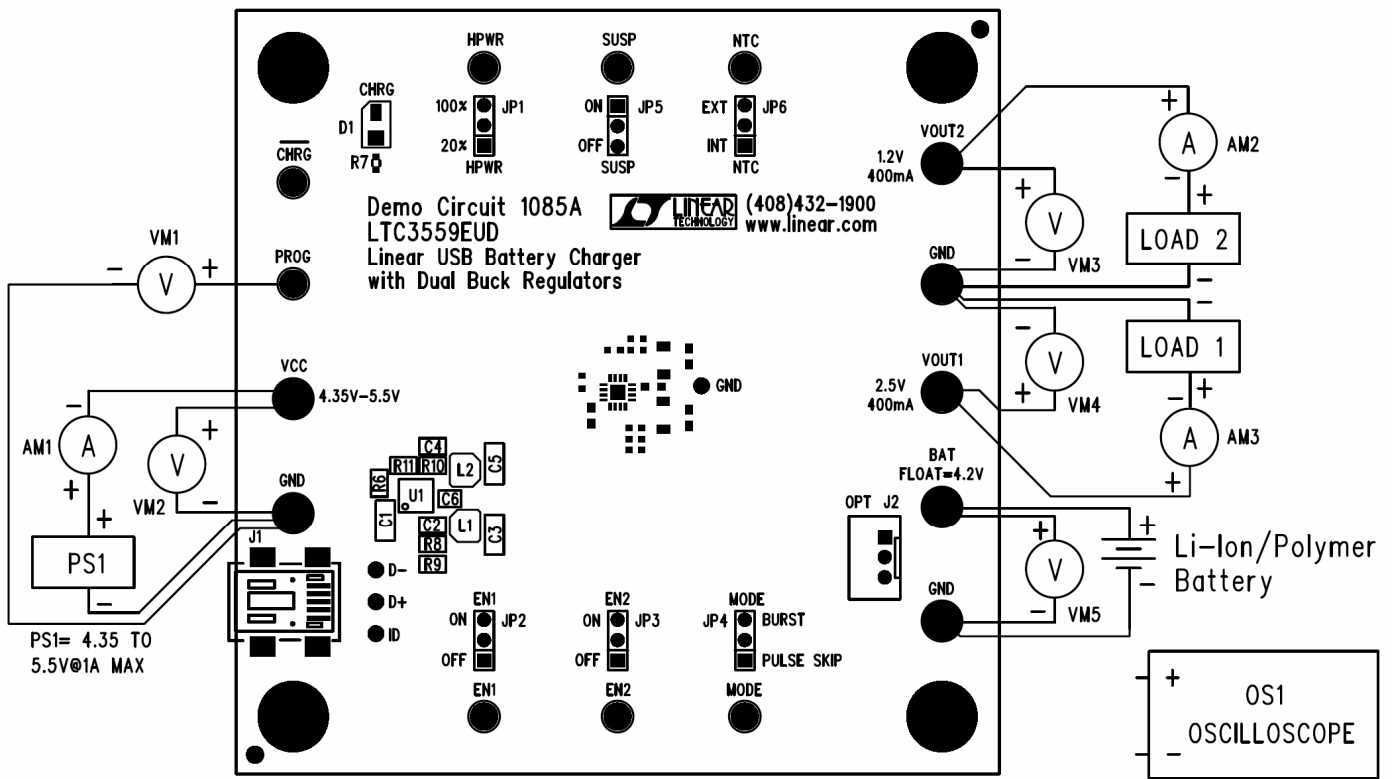 HPWR
SUSP
NTC
CHRG
100%
JP1
ON
JP5
EXT
JP6
D1
20%
OFF
INT
R7
HPWR
SUSP
NTC
CHRG
VOUT2
1.2V
400mA
+
A
AM2
-
+
LOAD 2
-
+
V
-
VM3
Demo Circuit 1085A
LTC3559EUD
Linear USB Battery Charger
with Dual Buck Regulators
LINEAR
TECHNOLOGY
(408)432-1900
www.linear.com
VM1
-
V
+
PROG
GND
-
LOAD 1
+
-
V
+
VM4
VCC
4.35V-5.5V
GND
VOUT1
2.5V
400mA
-
A
AM3
+
-
AM1
A
+
+
V
VM2
-
GND
+
PS1
-
PS1= 4.35 TO
5.5V@1A MAX
J1
C4
R11
R10
L2
C5
R6
U1
C6
C1
C2
L1
C3
R8
R9
D-
D+
ID
BAT
FLOAT=4.2V
OPT J2
+
V
-
VM5
+
-
Li-Ion/Polymer
Battery
GND
EN1
ON
JP2
OFF
EN1
EN2
ON
JP3
OFF
EN2
MODE
JP4
BURST
PULSE SKIP
MODE
+
-
OS1
OSCILLOSCOPE